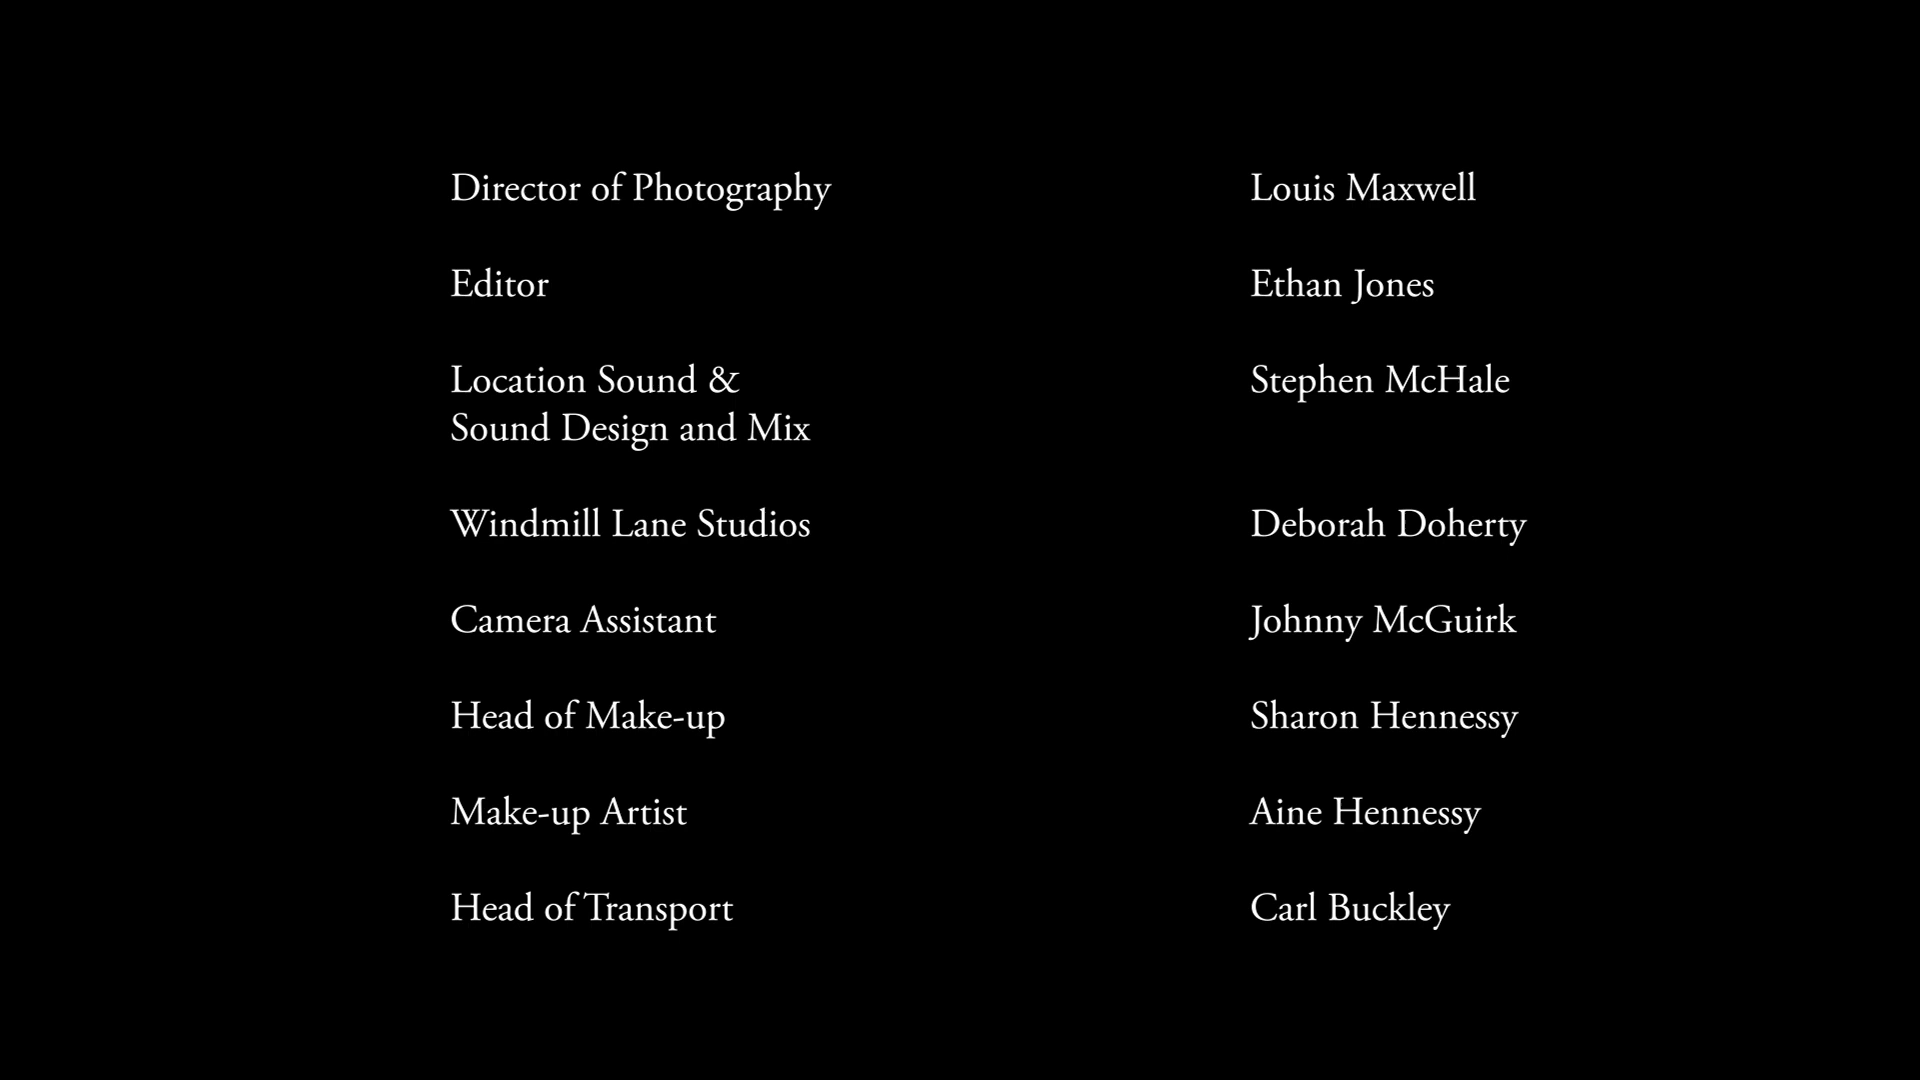 Director of Photography Louis Maxwell
Editor Ethan Jones
Location Sound & Stephen McHale
Sound Design and Mix
Windmill Lane Studios Deborah Doherty
Camera Assistant Johnny McGuirk
Head of Make-up Sharon Hennessy
Make-up Artist Aine Hennessy
Head of Transport Carl Buckley